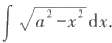 ∫ √(a² − x²) dx.